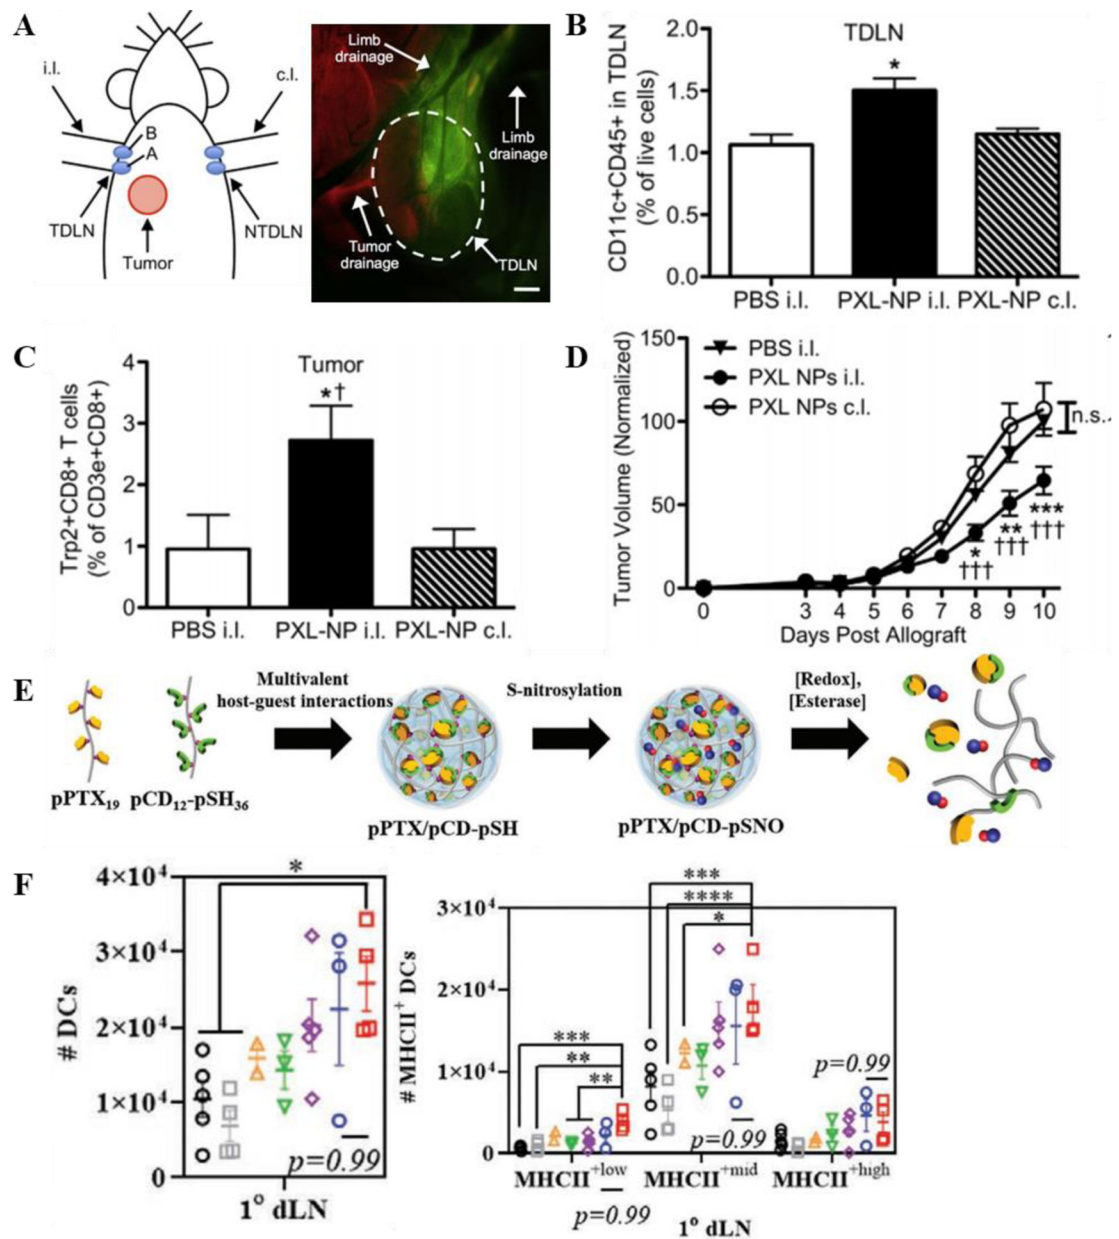 A
i.l.
c.l.
B
A
TDLN
Tumor
NTDLN
Limb
drainage
Limb
drainage
Tumor
drainage
TDLN
B
CD11c+CD45+ in TDLN
(% of live cells)
TDLN
*
2.0
1.5
1.0
0.5
0.0
PBS i.l.
PXL-NP i.l.
PXL-NP c.l.
C
Trp2+CD8+ T cells
(% of CD3e+CD8+)
Tumor
*†
4
3
2
1
0
PBS i.l.
PXL-NP i.l.
PXL-NP c.l.
D
Tumor Volume (Normalized)
150
100
50
0
PBS i.l.
PXL NPs i.l.
PXL NPs c.l.
n.s.
*
†††
**
†††
***
†††
0 3 4 5 6 7 8 9 10
Days Post Allograft
E
Multivalent
host-guest interactions
S-nitrosylation
[Redox],
[Esterase]
pPTX₁₉
pCD₁₂-pSH₃₆
pPTX/pCD-pSH
pPTX/pCD-pSNO
F
# DCs
4×10⁴
3×10⁴
2×10⁴
1×10⁴
0
*
p=0.99
1° dLN
# MHCII⁺ DCs
3×10⁴
2×10⁴
1×10⁴
0
***
**
**
***
****
*
p=0.99
p=0.99
MHCII⁺ˡᵒʷ
MHCII⁺ᵐⁱᵈ
MHCII⁺ʰⁱᵍʰ
p=0.99
1° dLN